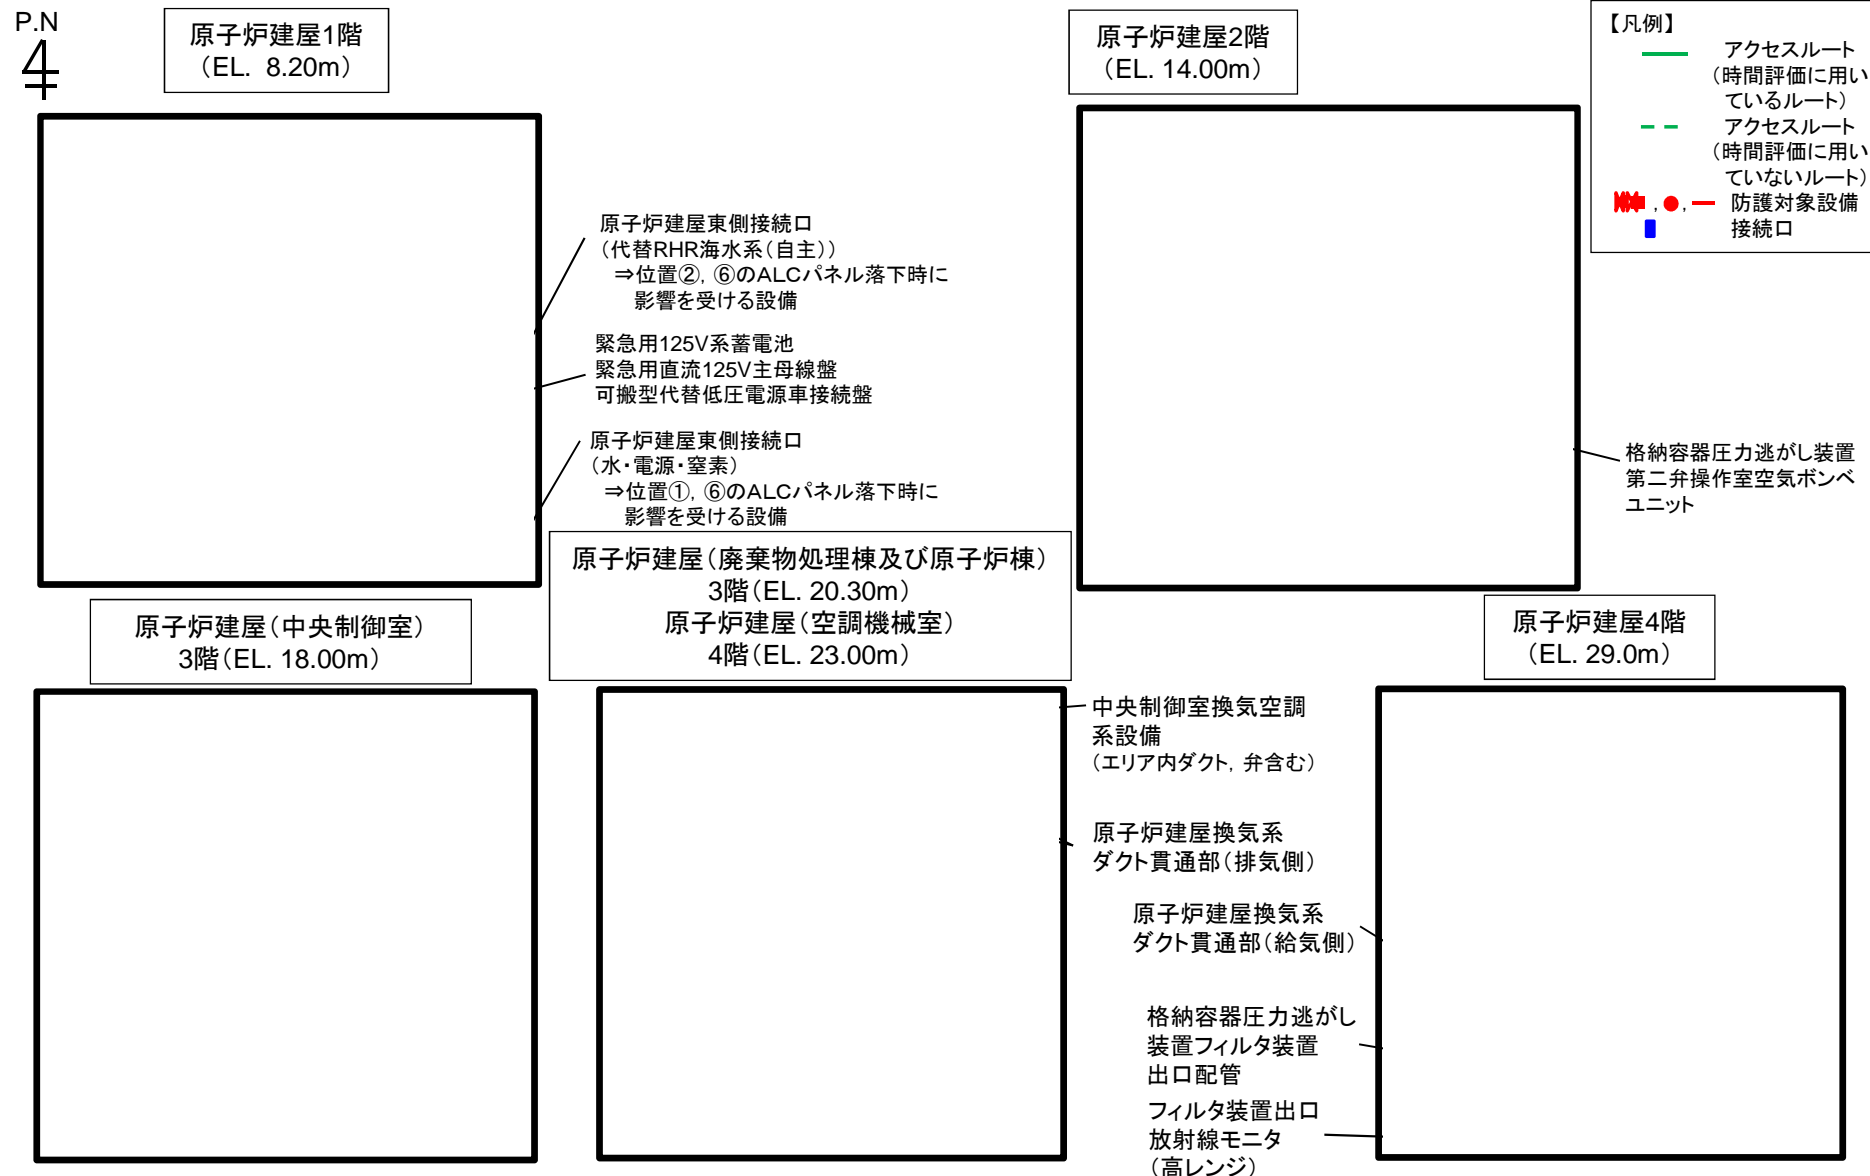 P.N
原子炉建屋1階
（EL. 8.20m）
原子炉建屋2階
（EL. 14.00m）
【凡例】
アクセスルート
（時間評価に用い
ているルート）
アクセスルート
（時間評価に用い
ていないルート）
, , 防護対象設備
接続口
原子炉建屋東側接続口
（代替RHR海水系（自主））
⇒位置②，⑥のALCパネル落下時に
影響を受ける設備
緊急用125V系蓄電池
緊急用直流125V主母線盤
可搬型代替低圧電源車接続盤
原子炉建屋東側接続口
（水・電源・窒素）
⇒位置①，⑥のALCパネル落下時に
影響を受ける設備
格納容器圧力逃がし装置
第二弁操作室空気ボンベ
ユニット
原子炉建屋（中央制御室）
3階（EL. 18.00m）
原子炉建屋（廃棄物処理棟及び原子炉棟）
3階（EL. 20.30m）
原子炉建屋（空調機械室）
4階（EL. 23.00m）
原子炉建屋4階
（EL. 29.0m）
中央制御室換気空調
系設備
（エリア内ダクト，弁含む）
原子炉建屋換気系
ダクト貫通部（排気側）
原子炉建屋換気系
ダクト貫通部（給気側）
格納容器圧力逃がし
装置フィルタ装置
出口配管
フィルタ装置出口
放射線モニタ
（高レンジ）